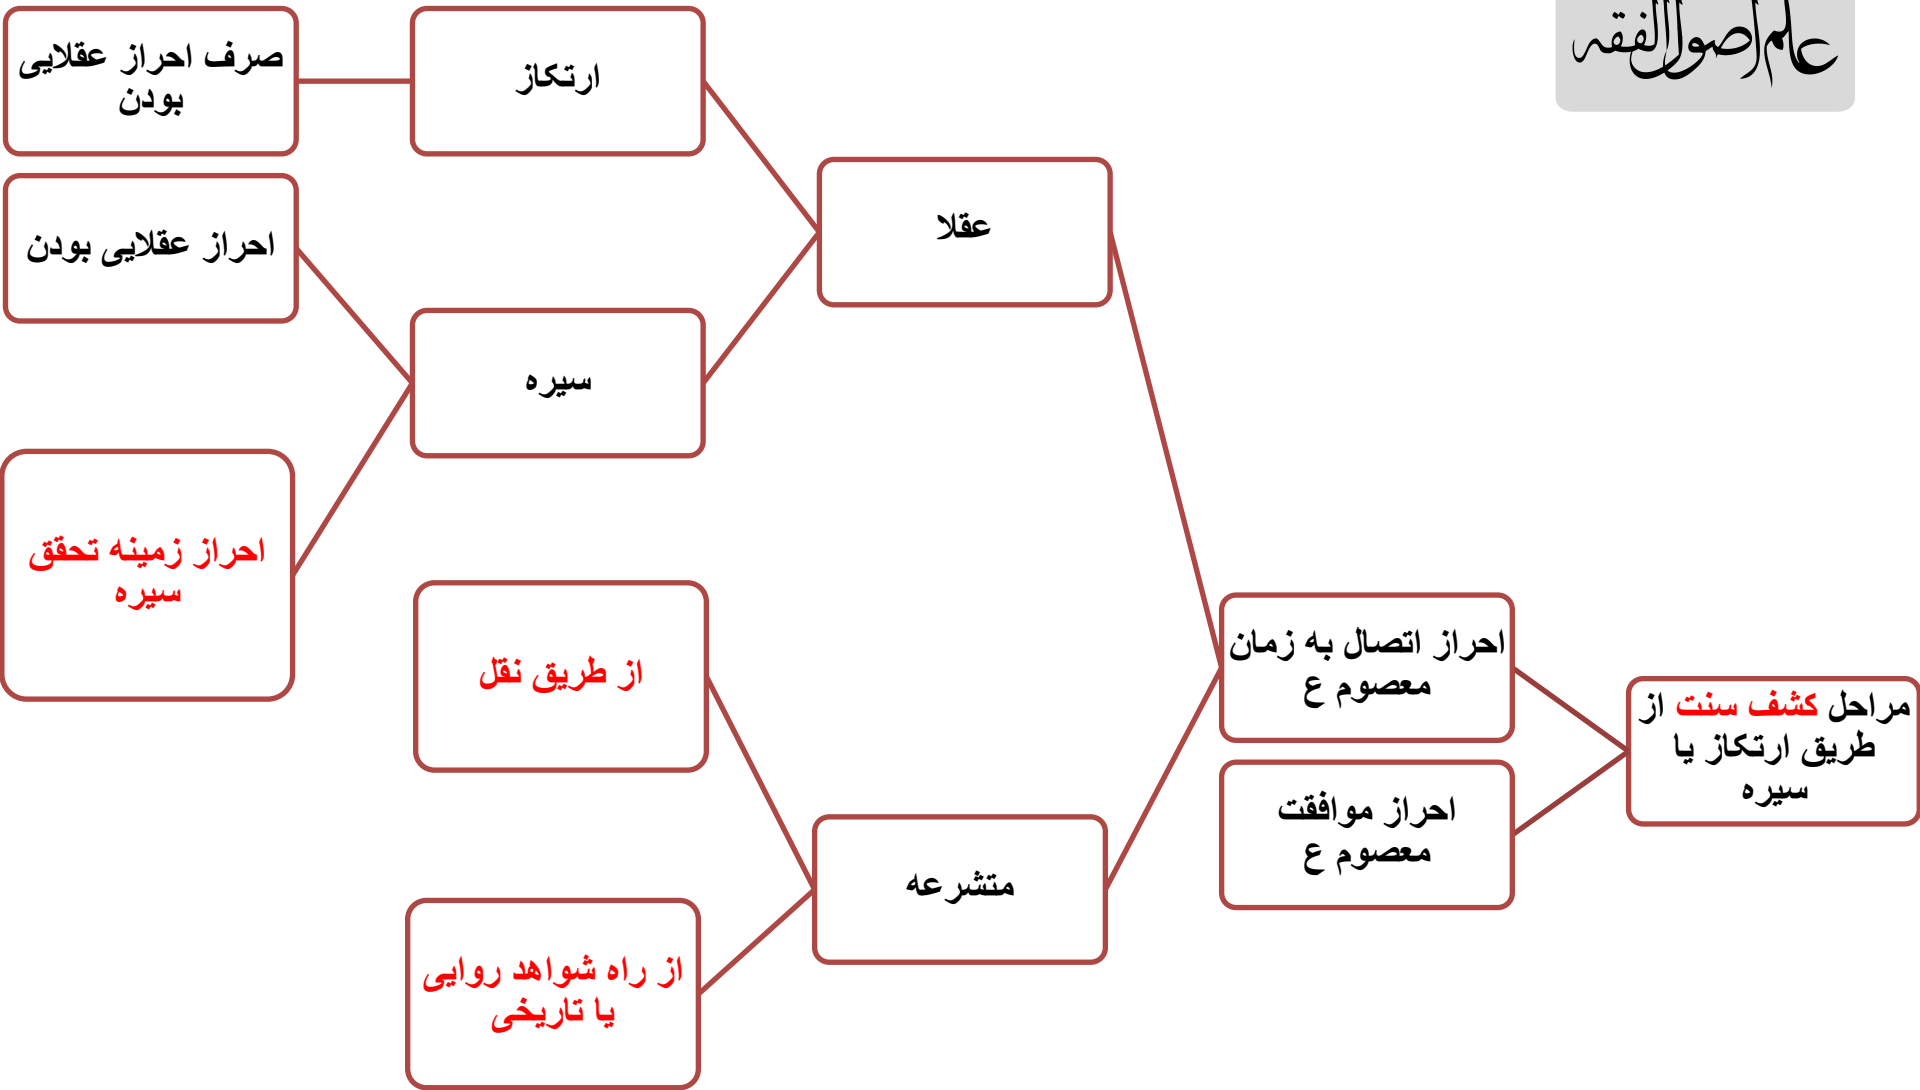 علم اصول الفقه
مراحل کشف سنت از
طریق ارتکاز یا
سیره
احراز اتصال به زمان
معصوم ع
احراز موافقت
معصوم ع
عقلا
متشرعه
ارتکاز
سیره
از طریق نقل
از راه شواهد روایی
یا تاریخی
صرف احراز عقلایی
بودن
احراز عقلایی بودن
احراز زمینه تحقق
سیره